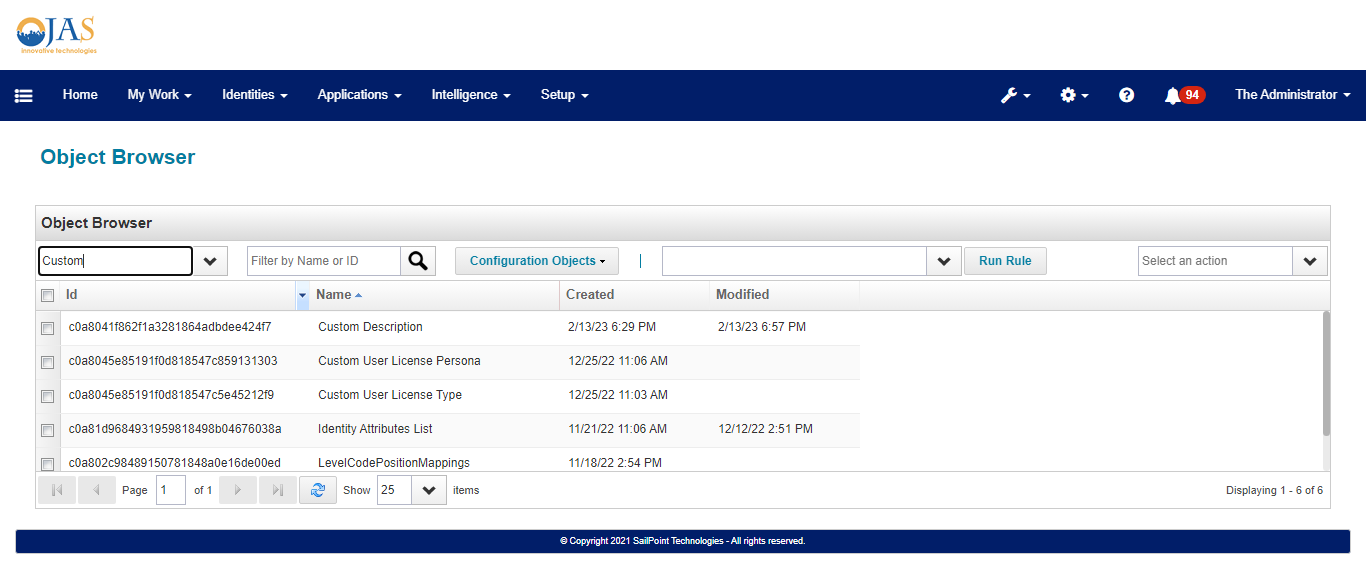 OJAS
Innovative technologies
Home My Work Identities Applications Intelligence Setup 94 The Administrator
Object Browser
Object Browser
Custom Filter by Name or ID Configuration Objects Run Rule Select an action
Id Name Created Modified
c0a8041f862f1a3281864adbdee424f7 Custom Description 2/13/23 6:29 PM 2/13/23 6:57 PM
c0a8045e85191f0d818547c859131303 Custom User License Persona 12/25/22 11:06 AM
c0a8045e85191f0d818547c5e45212f9 Custom User License Type 12/25/22 11:03 AM
c0a81d9684931959818498b04676038a Identity Attributes List 11/21/22 11:06 AM 12/12/22 2:51 PM
c0a802c98489150781848a0e16de00ed LevelCodePositionMappings 11/18/22 2:54 PM
Page 1 of 1 Show 25 items Displaying 1 - 6 of 6
© Copyright 2021 SailPoint Technologies - All rights reserved.